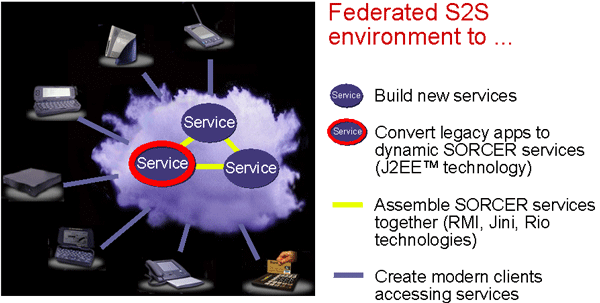 Federated S2S
environment to ...
Service
Service
Service
Service
Build new services
Service
Convert legacy apps to
dynamic SORCER services
(J2EE™ technology)
Assemble SORCER services
together (RMI, Jini, Rio
technologies)
Create modern clients
accessing services